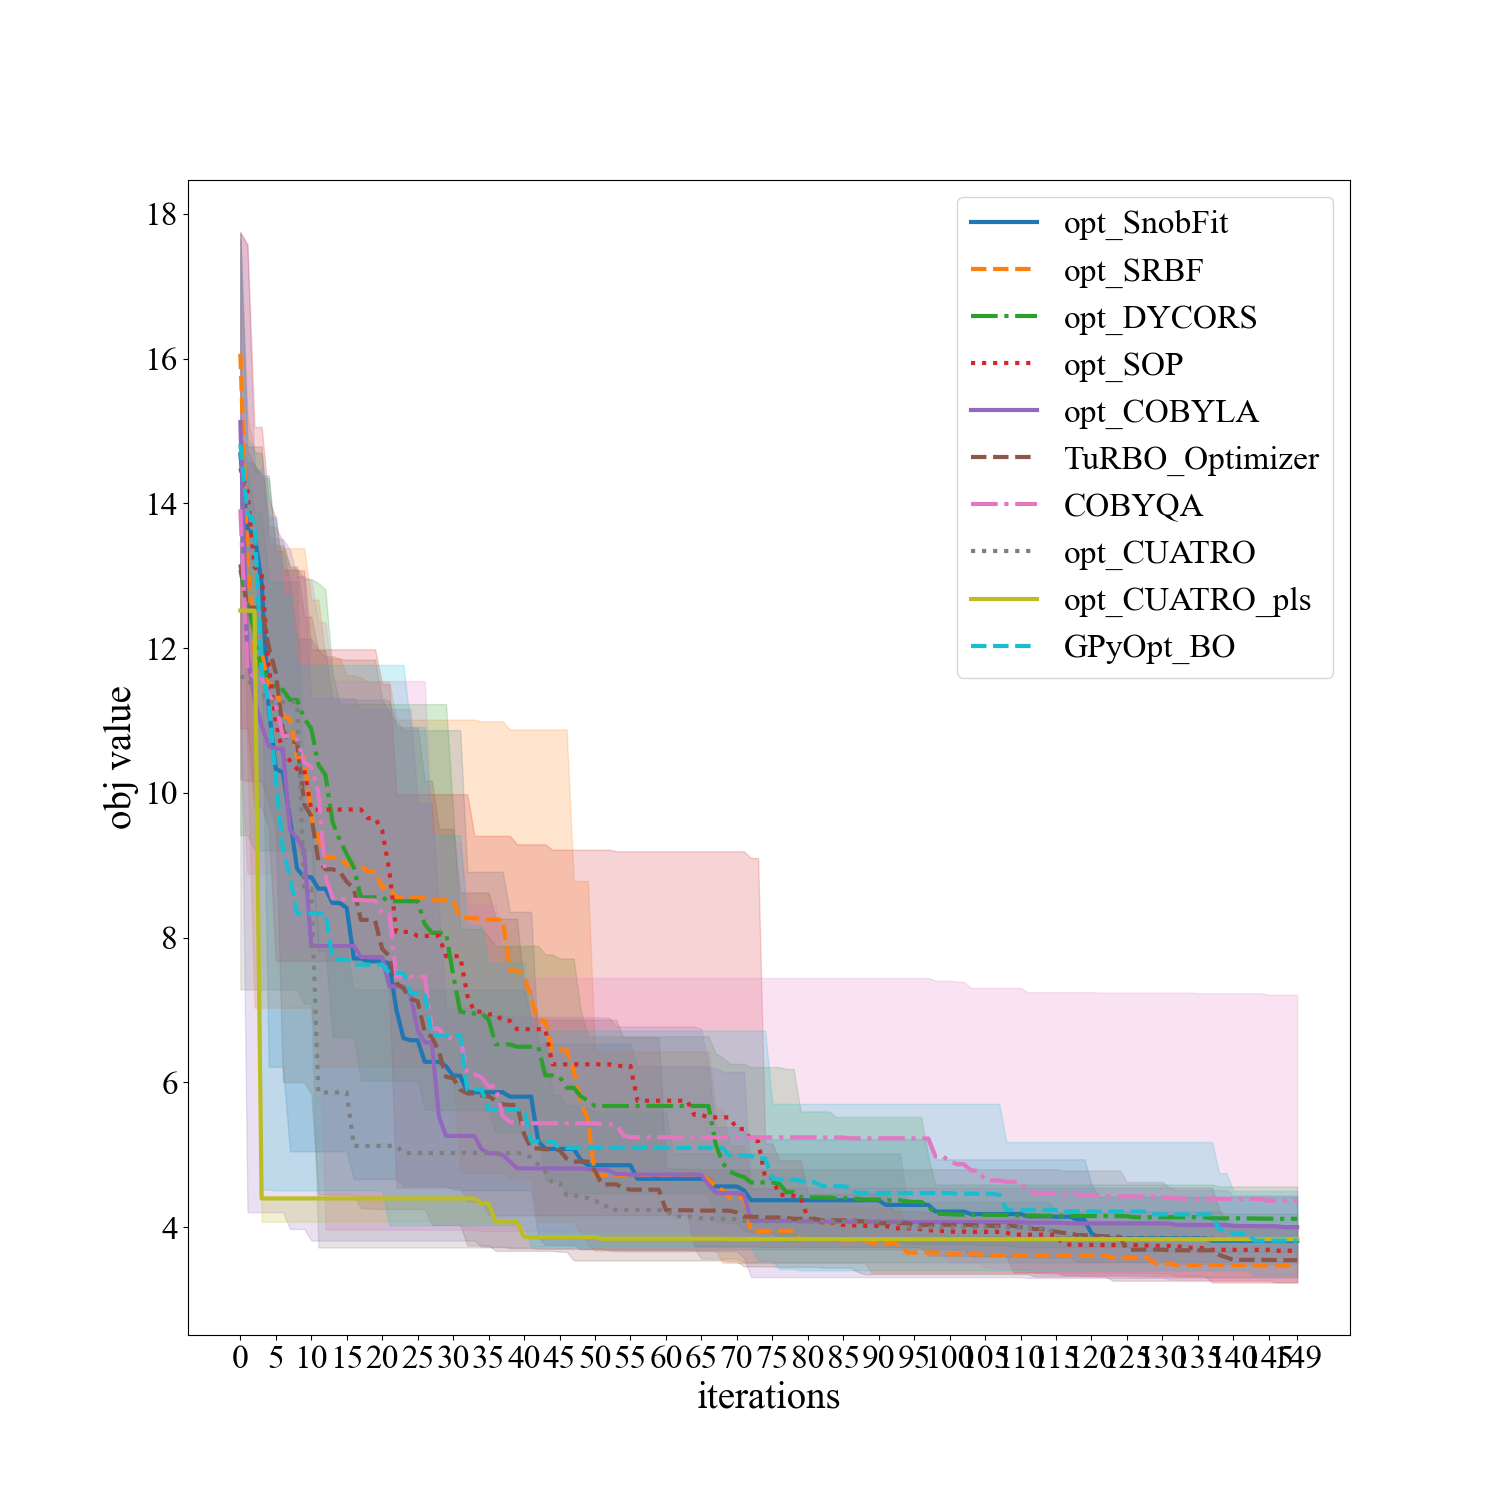 18
16
14
12
10
8
6
4
obj value
opt_SnobFit
opt_SRBF
opt_DYCORS
opt_SOP
opt_COBYLA
TuRBO_Optimizer
COBYQA
opt_CUATRO
opt_CUATRO_pls
GPyOpt_BO
0 5 10 15 20 25 30 35 40 45 50 55 60 65 70 75 80 85 90 95 100 105 110 115 120 125 130 135 140 145 149
iterations